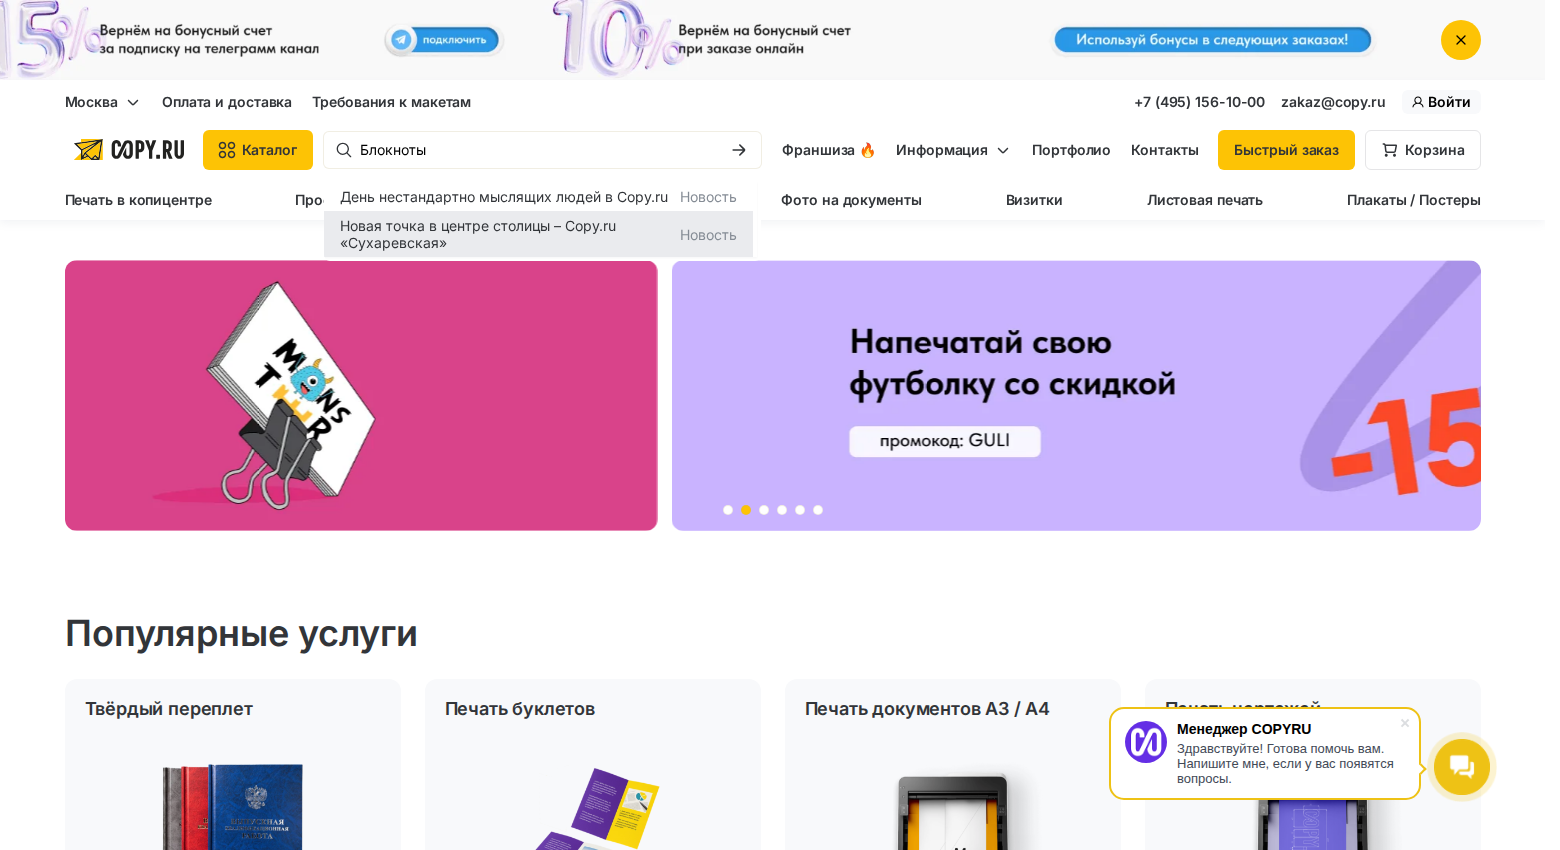 15%
Вернём на бонусный счет
за подписку на телеграмм канал
подключить
10%
Вернём на бонусный счет
при заказе онлайн
Используй бонусы в следующих заказах!
Москва
Оплата и доставка
Требования к макетам
+7 (495) 156-10-00
zakaz@copy.ru
Войти
COPY.RU
Каталог
Блокноты
Франшиза 🔥
Информация
Портфолио
Контакты
Быстрый заказ
Корзина
День нестандартно мыслящих людей в Copy.ru
Новость
Новая точка в центре столицы – Copy.ru
«Сухаревская»
Новость
Печать в копицентре
Фото на документы
Визитки
Листовая печать
Плакаты / Постеры
MONSTER
Напечатай свою
футболку со скидкой
промокод: GULI
-15
Популярные услуги
Твёрдый переплет
Печать буклетов
Печать документов А3 / А4
Менеджер COPYRU
Здравствуйте! Готова помочь вам.
Напишите мне, если у вас появятся
вопросы.